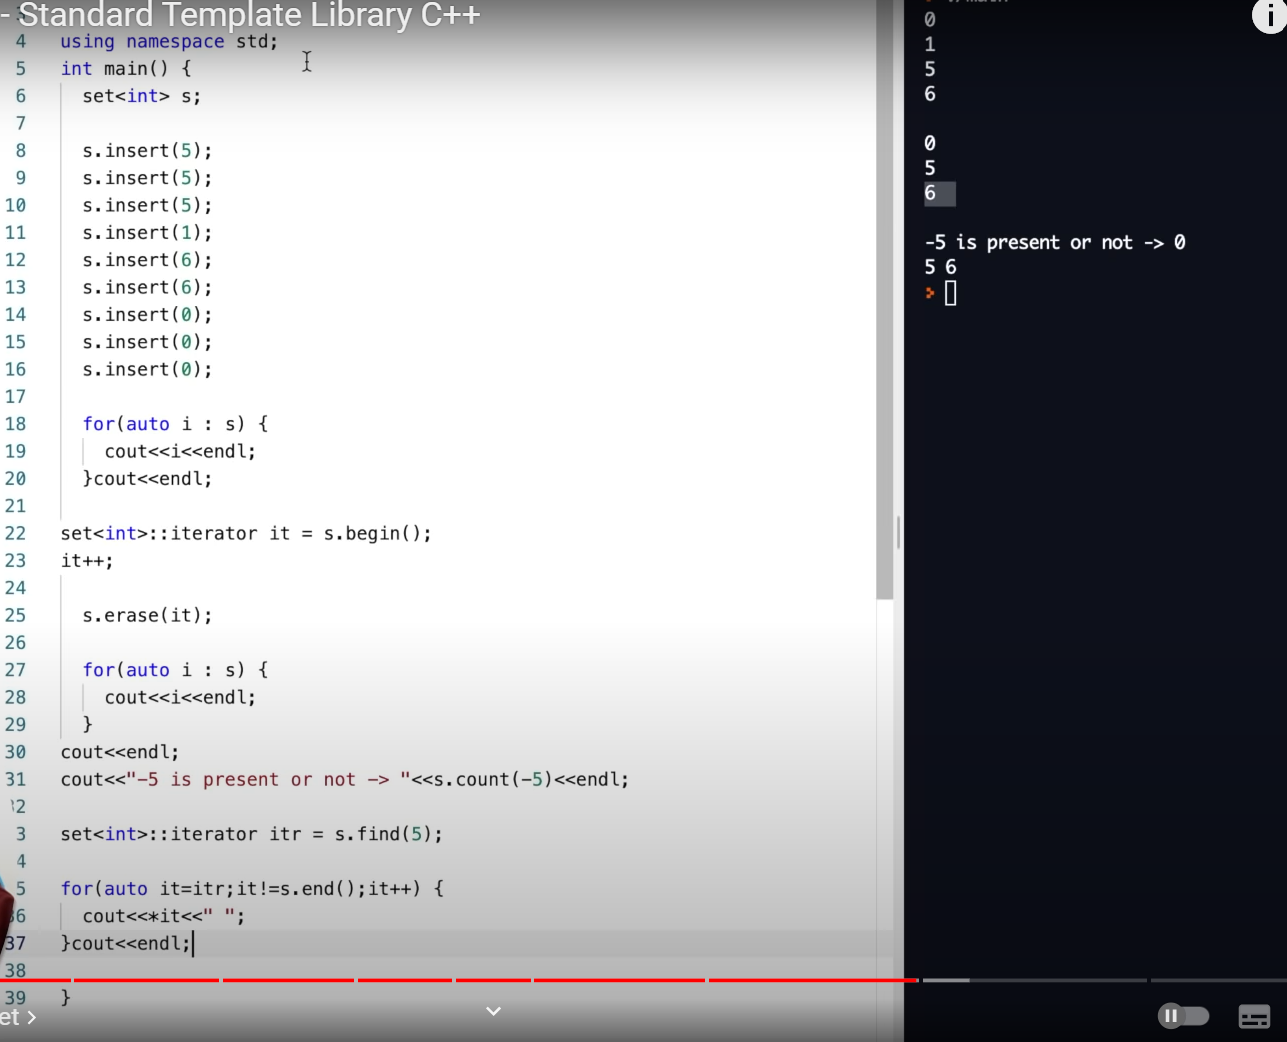 - Standard Template Library C++
4 using namespace std;
5 int main() {
6 set<int> s;
7
8 s.insert(5);
9 s.insert(5);
10 s.insert(5);
11 s.insert(1);
12 s.insert(6);
13 s.insert(6);
14 s.insert(0);
15 s.insert(0);
16 s.insert(0);
17
18 for(auto i : s) {
19 cout<<i<<endl;
20 }cout<<endl;
21
22 set<int>::iterator it = s.begin();
23 it++;
24
25 s.erase(it);
26
27 for(auto i : s) {
28 cout<<i<<endl;
29 }
30 cout<<endl;
31 cout<<"-5 is present or not -> "<<s.count(-5)<<endl;
32
3 set<int>::iterator itr = s.find(5);
4
5 for(auto it=itr;it!=s.end();it++) {
36 cout<<*it<<" ";
37 }cout<<endl;
38
39 }
et >
0
1
5
6
0
5
6
-5 is present or not -> 0
5 6